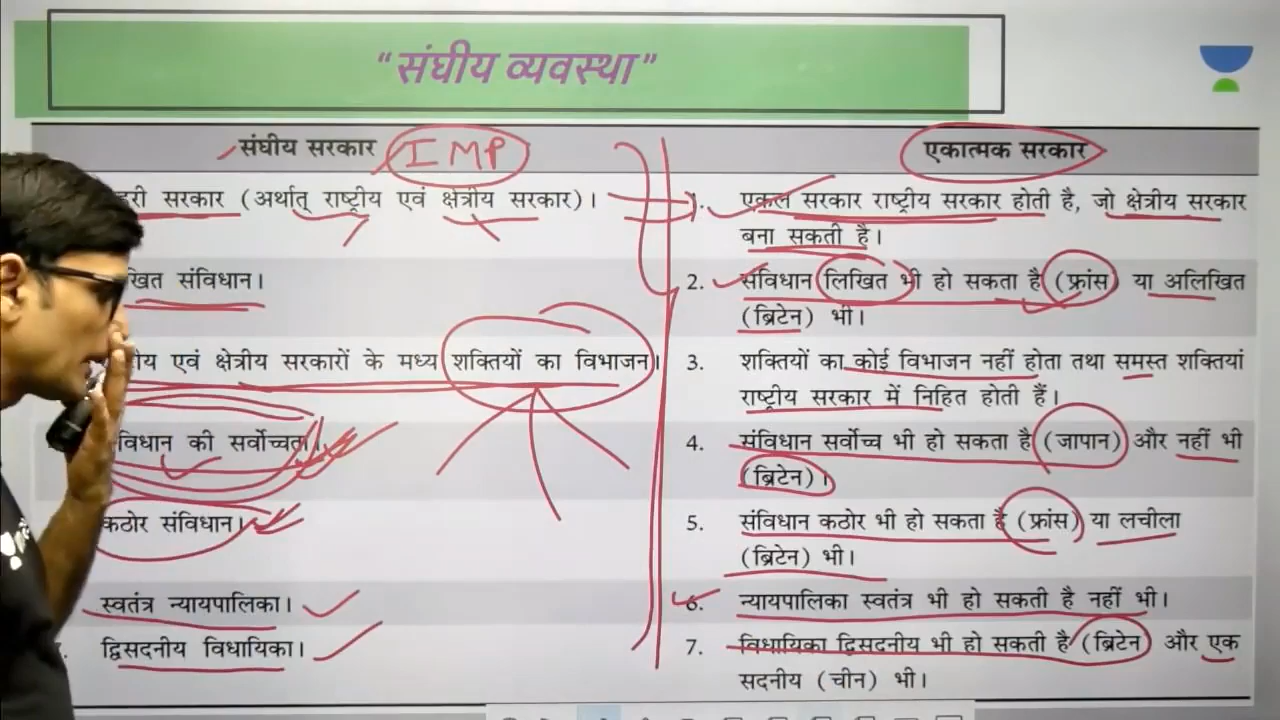 “संघीय व्यवस्था”
संघीय सरकार IMP
एकात्मक सरकार
सरकार (अर्थात् राष्ट्रीय एवं क्षेत्रीय सरकार)।
संविधान।
एवं क्षेत्रीय सरकारों के मध्य शक्तियों का विभाजन।
की सर्वोच्चता।
कठोर संविधान।
स्वतंत्र न्यायपालिका।
द्विसदनीय विधायिका।
1. एकल सरकार राष्ट्रीय सरकार होती है, जो क्षेत्रीय सरकार
बना सकती है।
2. संविधान लिखित भी हो सकता है (फ्रांस) या अलिखित
(ब्रिटेन) भी।
3. शक्तियों का कोई विभाजन नहीं होता तथा समस्त शक्तियां
राष्ट्रीय सरकार में निहित होती हैं।
4. संविधान सर्वोच्च भी हो सकता है (जापान) और नहीं भी
(ब्रिटेन)।
5. संविधान कठोर भी हो सकता है (फ्रांस) या लचीला
(ब्रिटेन) भी।
6. न्यायपालिका स्वतंत्र भी हो सकती है नहीं भी।
7. विधायिका द्विसदनीय भी हो सकती है (ब्रिटेन) और एक
सदनीय (चीन) भी।